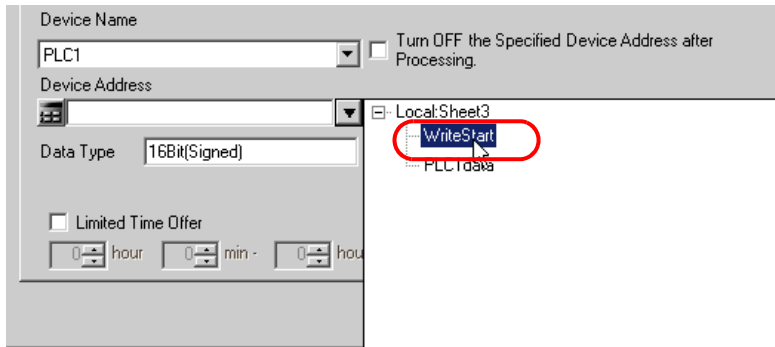 Device Name
PLC1
Turn OFF the Specified Device Address after
Processing.
Device Address
Local:Sheet3
WriteStart
PLC1data
Data Type
16Bit(Signed)
Limited Time Offer
0 hour 0 min - 0 hou